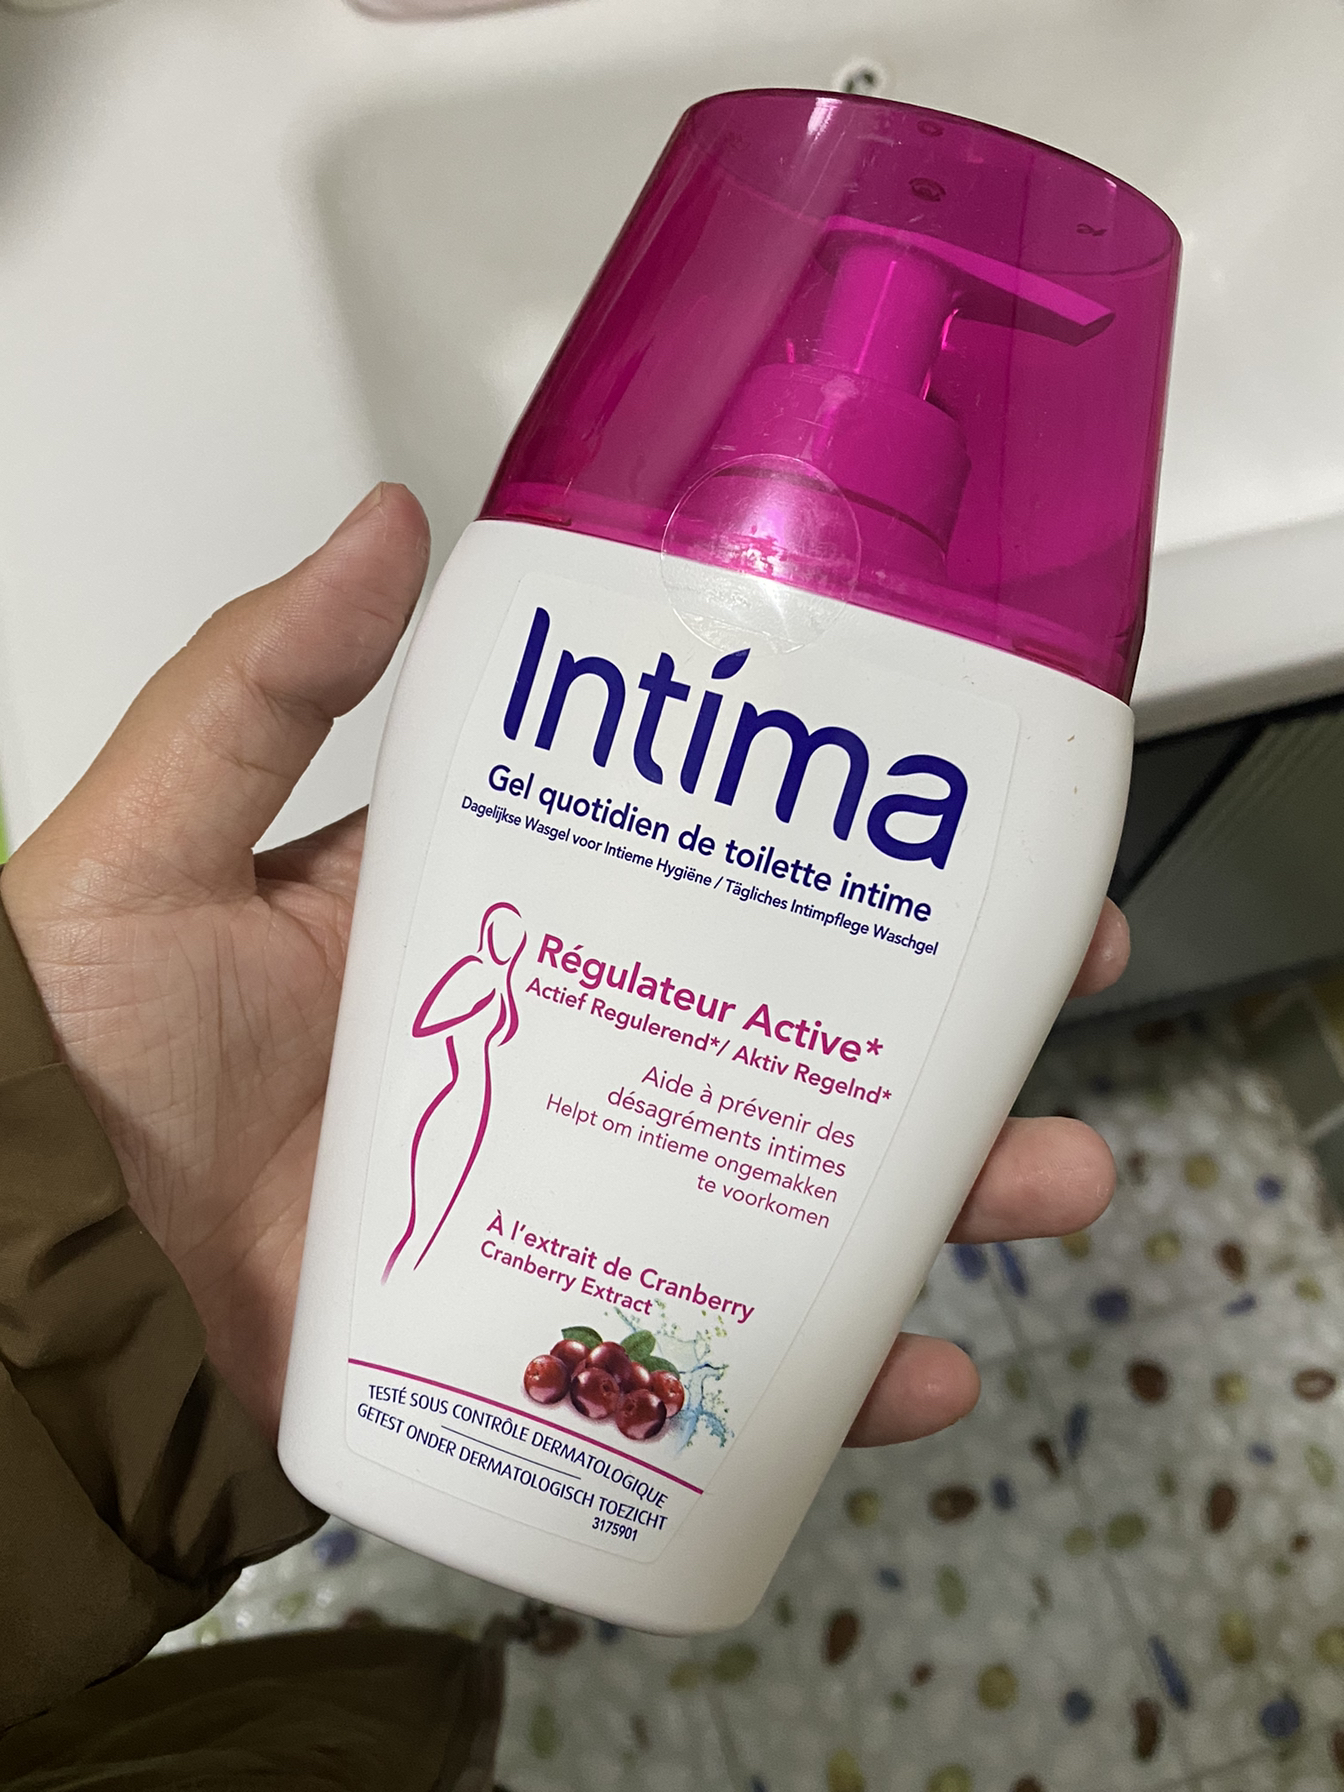 Intíma
Gel quotidien de toilette intime
Dagelijkse Wasgel voor Intieme Hygiëne / Tägliches Intimpflege Waschgel
Régulateur Active*
Actief Regulerend*/ Aktiv Regelnd*
Aide à prévenir des
désagréments intimes
Helpt om intieme ongemakken
te voorkomen
À l'extrait de Cranberry
Cranberry Extract
TESTÉ SOUS CONTRÔLE DERMATOLOGIQUE
GETEST ONDER DERMATOLOGISCH TOEZICHT
3175901